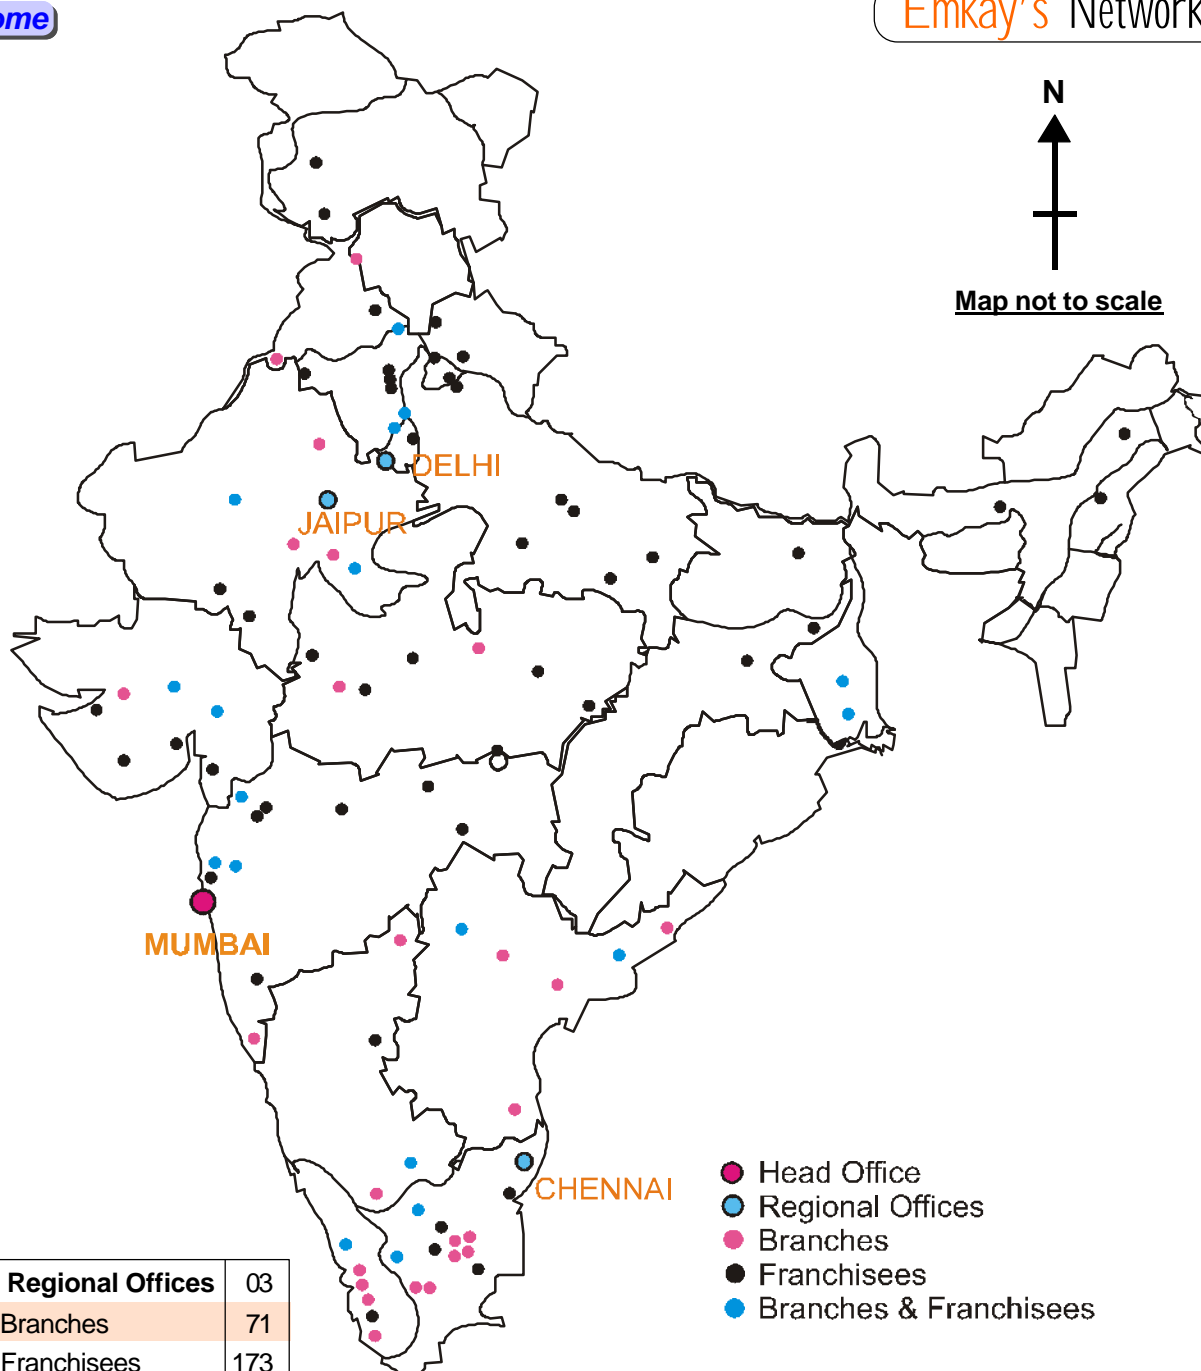 Emkay's Network
N
Map not to scale
DELHI
JAIPUR
MUMBAI
CHENNAI
Head Office
Regional Offices
Branches
Franchisees
Branches & Franchisees
Regional Offices 03
Branches 71
Franchisees 173